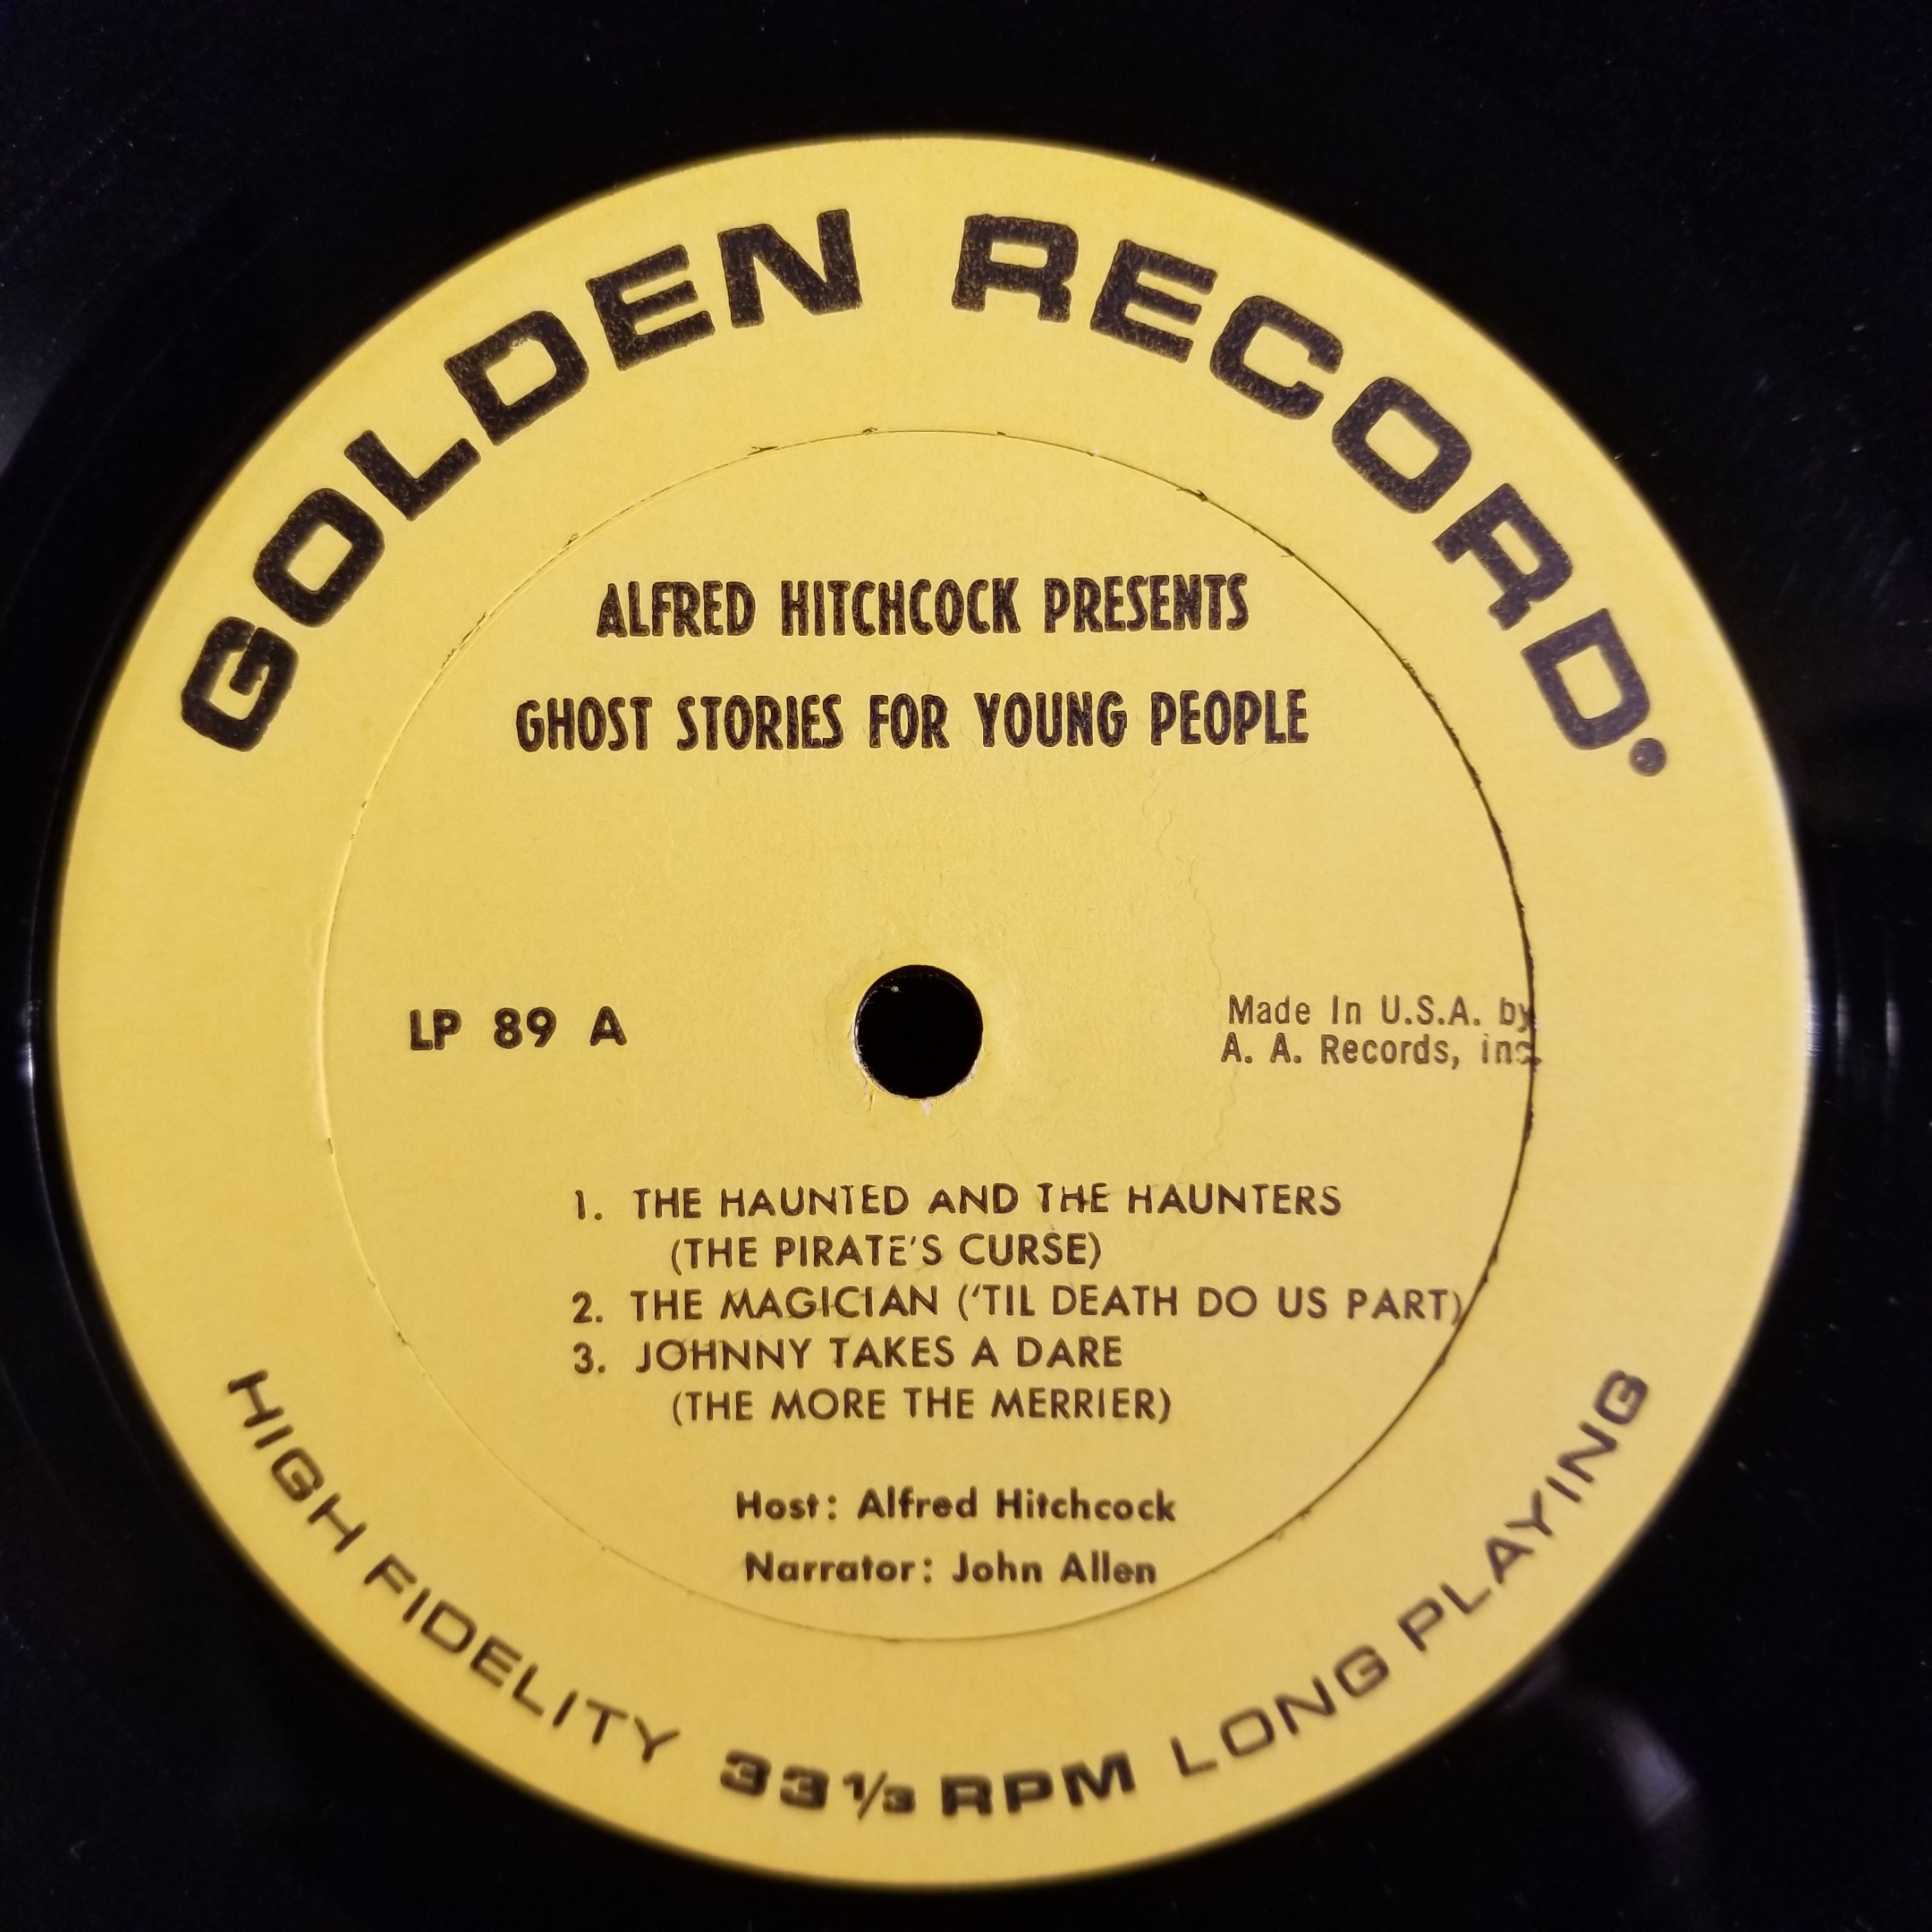 GOLDEN RECORD
ALFRED HITCHCOCK PRESENTS
GHOST STORIES FOR YOUNG PEOPLE
LP 89 A
Made In U.S.A. by
A. A. Records, inc.
1. THE HAUNTED AND THE HAUNTERS
(THE PIRATE'S CURSE)
2. THE MAGICIAN ('TIL DEATH DO US PART)
3. JOHNNY TAKES A DARE
(THE MORE THE MERRIER)
Host: Alfred Hitchcock
Narrator: John Allen
HIGH FIDELITY 33 1/3 RPM LONG PLAYING